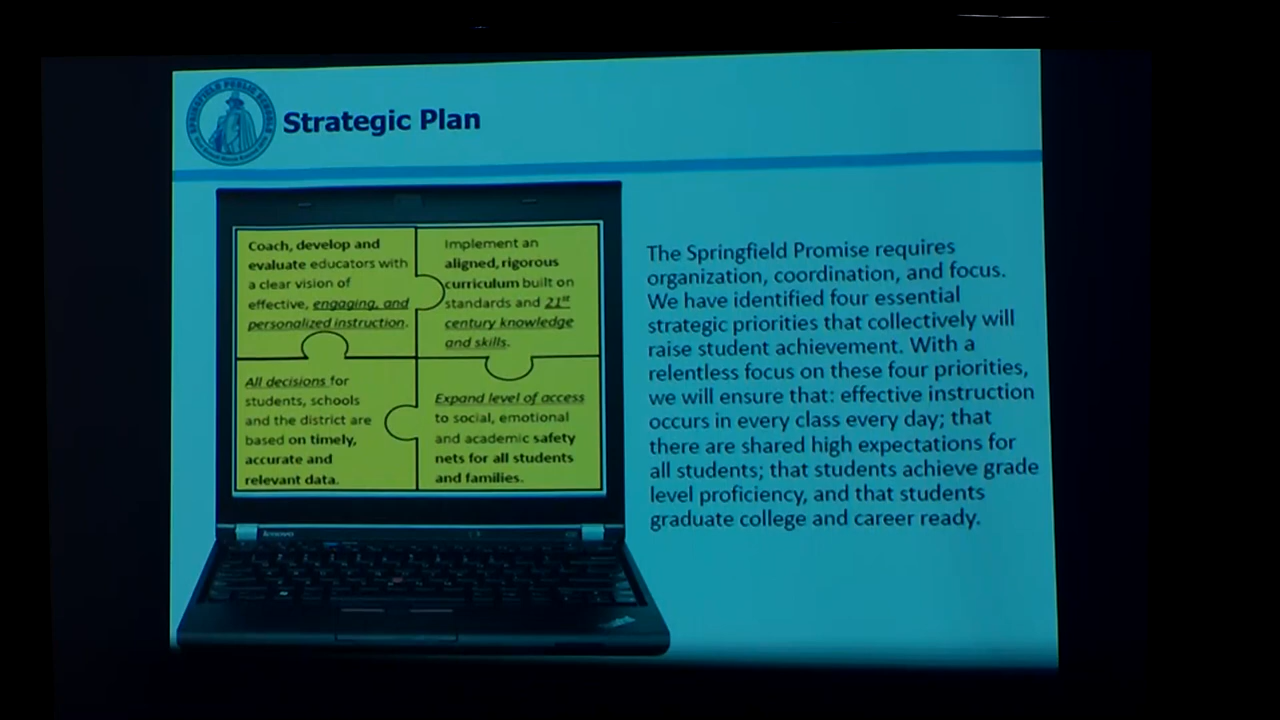 SPRINGFIELD PUBLIC SCHOOLS
Strategic Plan
Coach, develop and
evaluate educators with
a clear vision of
effective, engaging, and
personalized instruction.
Implement an
aligned, rigorous
curriculum built on
standards and 21st
century knowledge
and skills.
All decisions for
students, schools
and the district are
based on timely,
accurate and
relevant data.
Expand level of access
to social, emotional
and academic safety
nets for all students
and families.
lenovo
The Springfield Promise requires
organization, coordination, and focus.
We have identified four essential
strategic priorities that collectively will
raise student achievement. With a
relentless focus on these four priorities,
we will ensure that: effective instruction
occurs in every class every day; that
there are shared high expectations for
all students; that students achieve grade
level proficiency, and that students
graduate college and career ready.